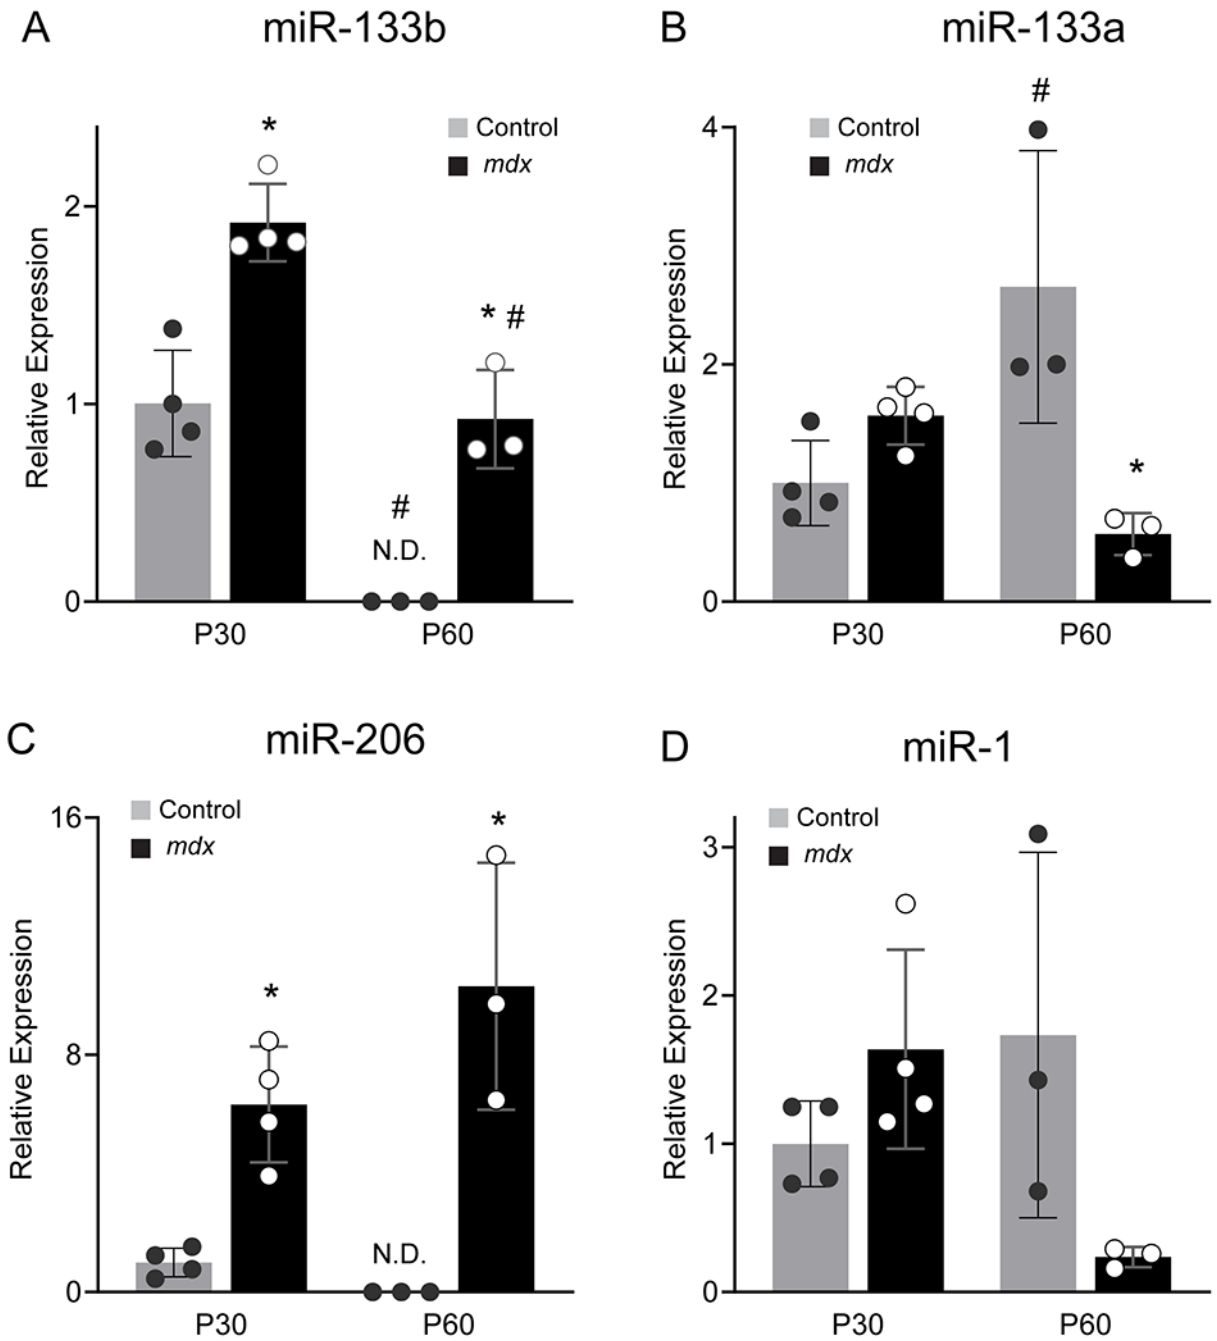 A
miR-133b
*
Control
mdx
2
* #
1
#
N.D.
0
P30
P60
Relative Expression
B
miR-133a
#
4
Control
mdx
2
*
0
P30
P60
Relative Expression
C
miR-206
16
Control
mdx
*
*
8
N.D.
0
P30
P60
Relative Expression
D
miR-1
Control
mdx
3
2
1
0
P30
P60
Relative Expression